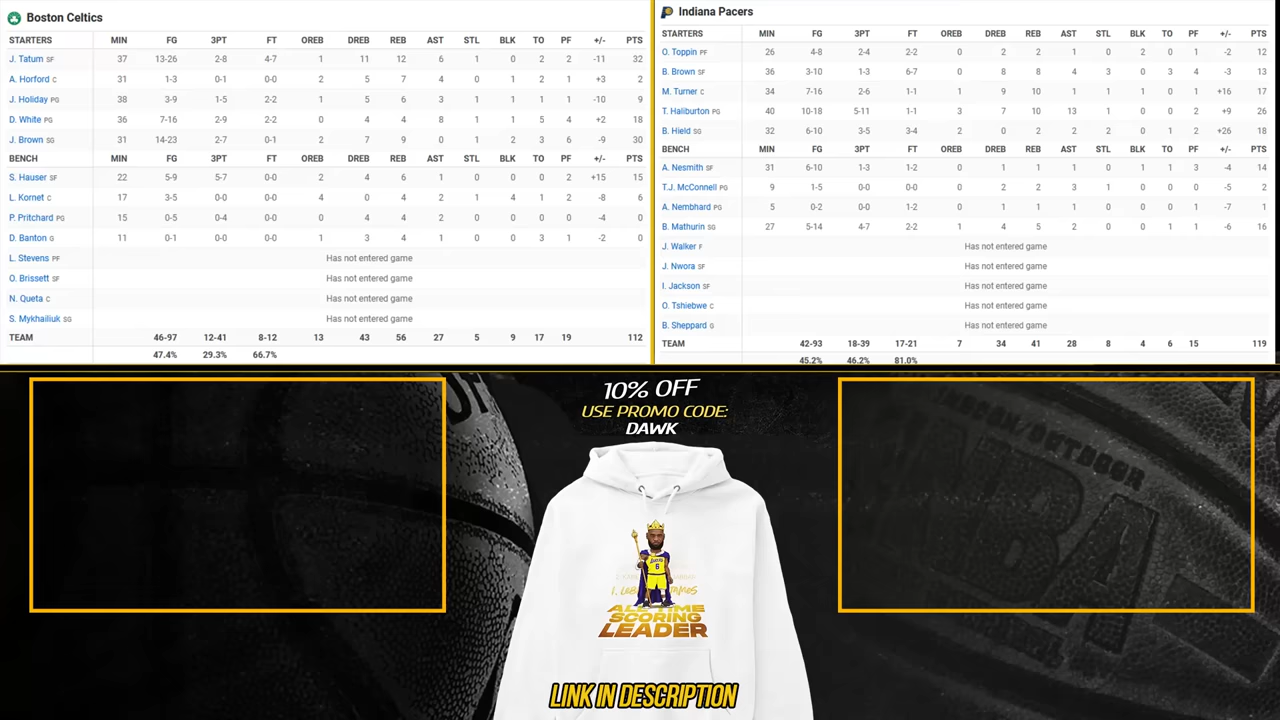 Boston Celtics
STARTERS MIN FG 3PT FT OREB DREB REB AST STL BLK TO PF +/- PTS
J. Tatum SF 37 13-26 2-8 4-7 1 11 12 6 1 0 2 2 -11 32
A. Horford C 31 1-3 0-1 0-0 2 5 7 4 0 1 2 1 +3 2
J. Holiday PG 38 3-9 1-5 2-2 1 5 6 3 1 1 1 1 -10 9
D. White PG 36 7-16 2-9 2-2 0 4 4 8 1 1 5 4 +2 18
J. Brown SG 31 14-23 2-7 0-1 2 7 9 0 1 2 3 6 -9 30
BENCH MIN FG 3PT FT OREB DREB REB AST STL BLK TO PF +/- PTS
S. Hauser SF 22 5-9 5-7 0-0 2 4 6 1 0 0 0 2 +15 15
L. Kornet C 17 3-5 0-0 0-0 4 0 4 2 1 4 1 2 -8 6
P. Pritchard PG 15 0-5 0-4 0-0 0 4 4 2 0 0 0 0 -4 0
D. Banton G 11 0-1 0-0 0-0 1 3 4 1 0 0 3 1 -2 0
L. Stevens PF Has not entered game
O. Brissett SF Has not entered game
N. Queta C Has not entered game
S. Mykhailiuk SG Has not entered game
TEAM 46-97 12-41 8-12 13 43 56 27 5 9 17 19 112
47.4% 29.3% 66.7%
Indiana Pacers
STARTERS MIN FG 3PT FT OREB DREB REB AST STL BLK TO PF +/- PTS
O. Toppin PF 26 4-8 2-4 2-2 0 2 2 1 0 2 0 1 -2 12
B. Brown SF 36 3-10 1-3 6-7 0 8 8 4 3 0 3 4 -3 13
M. Turner C 34 7-16 2-6 1-1 1 9 10 1 1 1 0 1 +16 17
T. Haliburton PG 40 10-18 5-11 1-1 3 7 10 13 1 0 0 2 +9 26
B. Hield SG 32 6-10 3-5 3-4 2 0 2 2 2 0 1 2 +26 18
BENCH MIN FG 3PT FT OREB DREB REB AST STL BLK TO PF +/- PTS
A. Nesmith SF 31 6-10 1-3 1-2 0 1 1 1 0 1 1 3 -4 14
T.J. McConnell PG 9 1-5 0-0 0-0 0 2 2 3 1 0 0 0 -5 2
A. Nembhard PG 5 0-2 0-0 1-2 0 1 1 1 0 0 0 1 -7 1
B. Mathurin SG 27 5-14 4-7 2-2 1 4 5 2 0 0 1 1 -6 16
J. Walker F Has not entered game
J. Nwora SF Has not entered game
I. Jackson SF Has not entered game
O. Tshiebwe C Has not entered game
B. Sheppard G Has not entered game
TEAM 42-93 18-39 17-21 7 34 41 28 8 4 6 15 119
45.2% 46.2% 81.0%
10% OFF
USE PROMO CODE:
DAWK
ALL TIME
SCORING
LEADER
LINK IN DESCRIPTION